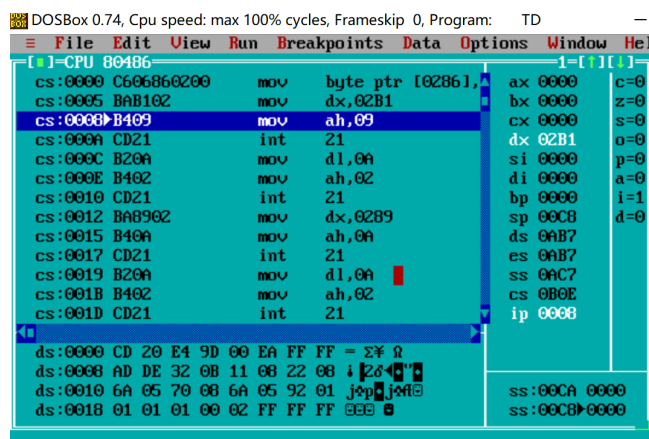 DOSBox 0.74, Cpu speed: max 100% cycles, Frameskip 0, Program: TD
≡ File Edit View Run Breakpoints Data Options Window Hel
[■]=CPU 80486 1=[↑][↓]
cs:0000 C606860200 mov byte ptr [0286], ax 0000 c=0
cs:0005 BAB102 mov dx,02B1 bx 0000 z=0
cs:0008►B409 mov ah,09 cx 0000 s=0
cs:000A CD21 int 21 dx 02B1 o=0
cs:000C B20A mov dl,0A si 0000 p=0
cs:000E B402 mov ah,02 di 0000 a=0
cs:0010 CD21 int 21 bp 0000 i=1
cs:0012 BA8902 mov dx,0289 sp 00C8 d=0
cs:0015 B40A mov ah,0A ds 0AB7
cs:0017 CD21 int 21 es 0AB7
cs:0019 B20A mov dl,0A ss 0AC7
cs:001B B402 mov ah,02 cs 0B0E
cs:001D CD21 int 21 ip 0008
ds:0000 CD 20 E4 9D 00 EA FF FF = Σ¥ Ω
ds:0008 AD DE 32 0B 11 08 22 08
ds:0010 6A 05 70 08 6A 05 92 01 ss:00CA 0000
ds:0018 01 01 01 00 02 FF FF FF ss:00C8►0000